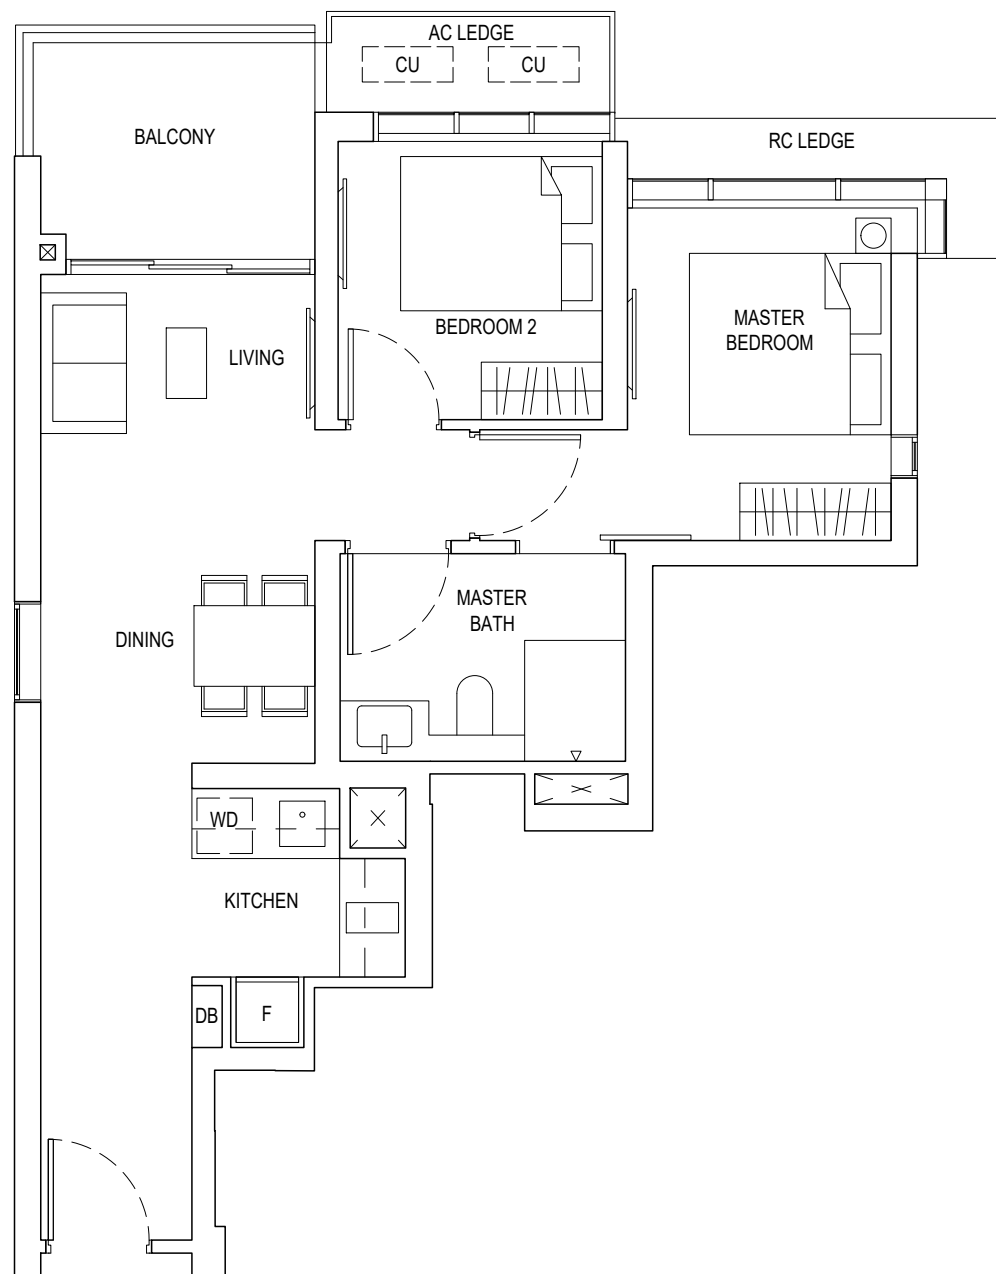 AC LEDGE
CU
CU
BALCONY
RC LEDGE
BEDROOM 2
MASTER
BEDROOM
LIVING
MASTER
BATH
DINING
WD
KITCHEN
DB
F